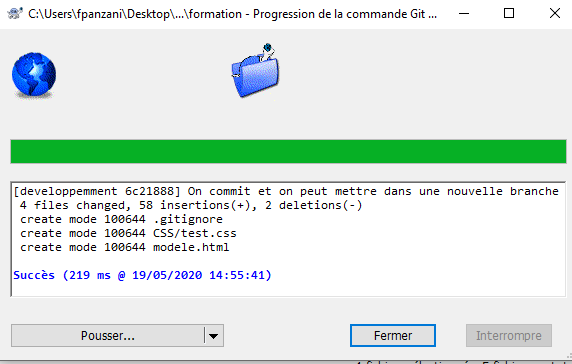 C:\Users\fpanzani\Desktop\...\formation - Progression de la commande Git ...
[developpemment 6c21888] On commit et on peut mettre dans une nouvelle branche
4 files changed, 58 insertions(+), 2 deletions(-)
create mode 100644 .gitignore
create mode 100644 CSS/test.css
create mode 100644 modele.html
Succès (219 ms @ 19/05/2020 14:55:41)
Pousser... Fermer Interrompre